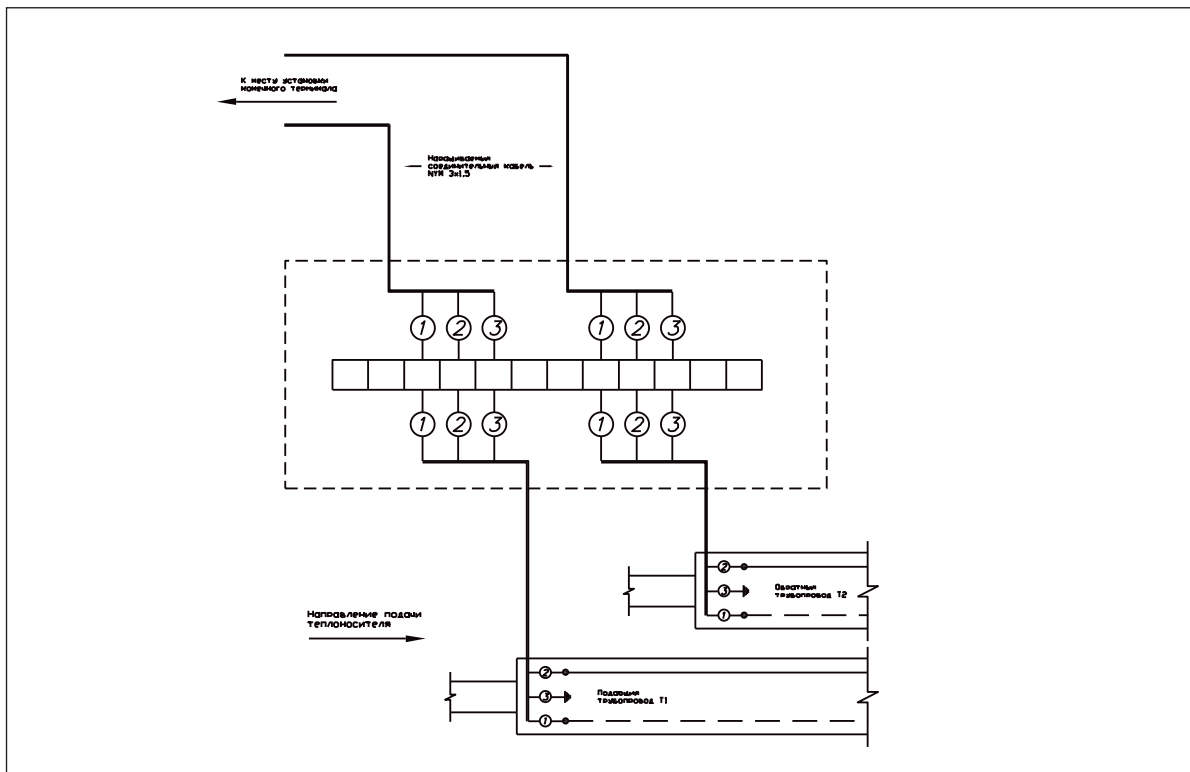 К месту установки
конечного терминала
Наращиваемый
соединительный кабель
NYM 3x1,5
1 2 3 1 2 3
1 2 3 1 2 3
2
3
1
Обратный
трубопровод Т2
Направление подачи
теплоносителя
2
3
1
Подающий
трубопровод Т1